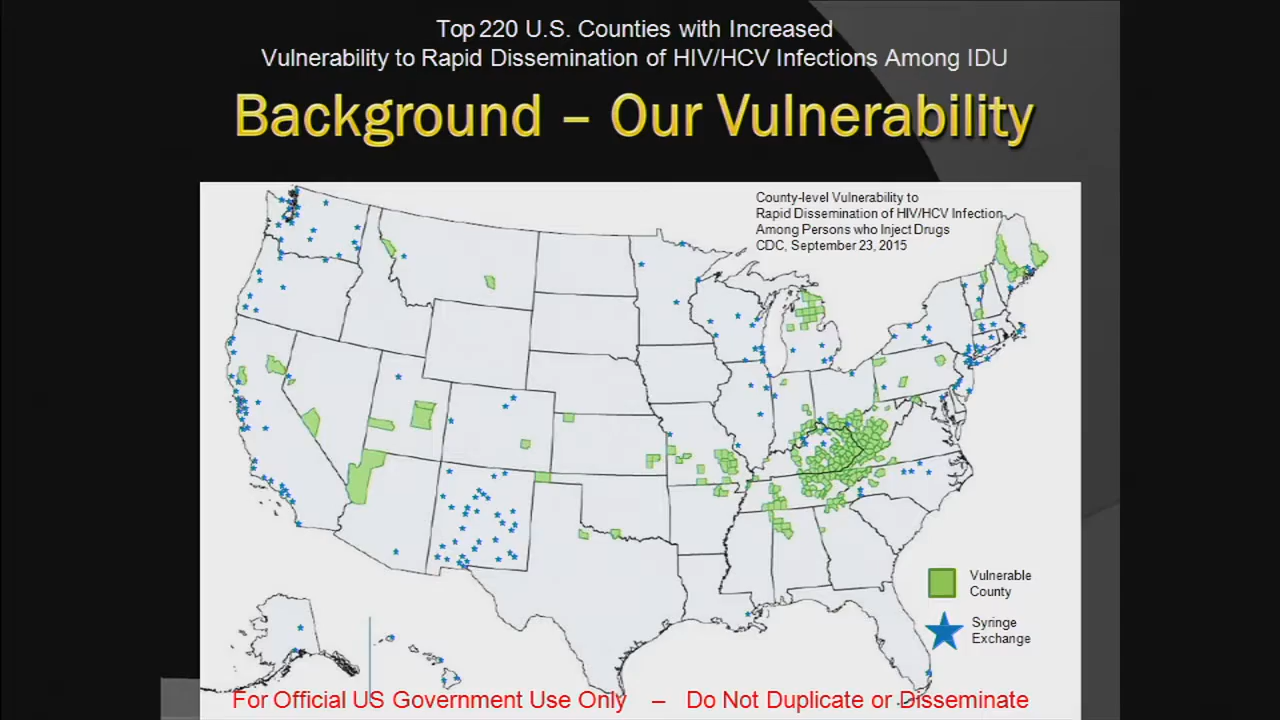 Top 220 U.S. Counties with Increased
Vulnerability to Rapid Dissemination of HIV/HCV Infections Among IDU
Background – Our Vulnerability
County-level Vulnerability to
Rapid Dissemination of HIV/HCV Infection
Among Persons who Inject Drugs
CDC, September 23, 2015
Vulnerable
County
Syringe
Exchange
For Official US Government Use Only – Do Not Duplicate or Disseminate